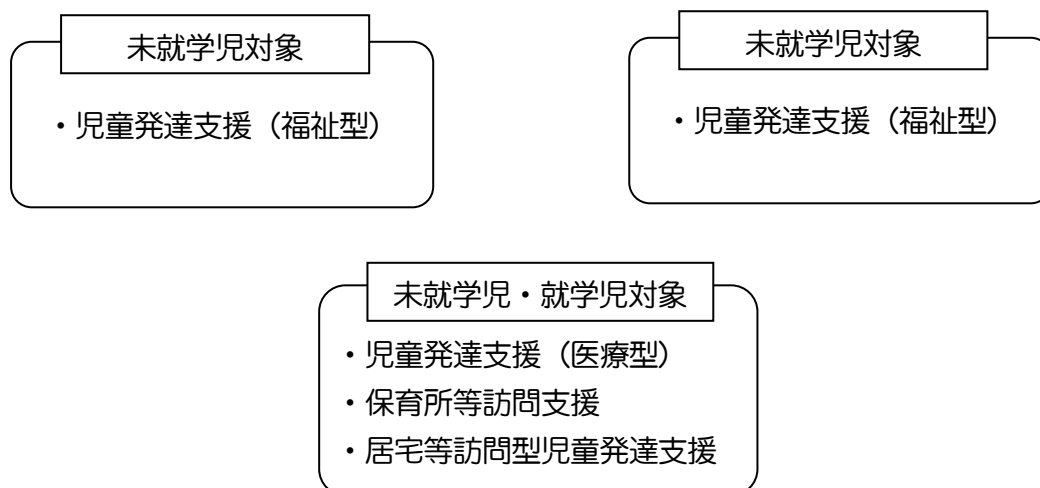 未就学児対象
・児童発達支援（福祉型）
未就学児対象
・児童発達支援（福祉型）
未就学児・就学児対象
・児童発達支援（医療型）
・保育所等訪問支援
・居宅等訪問型児童発達支援